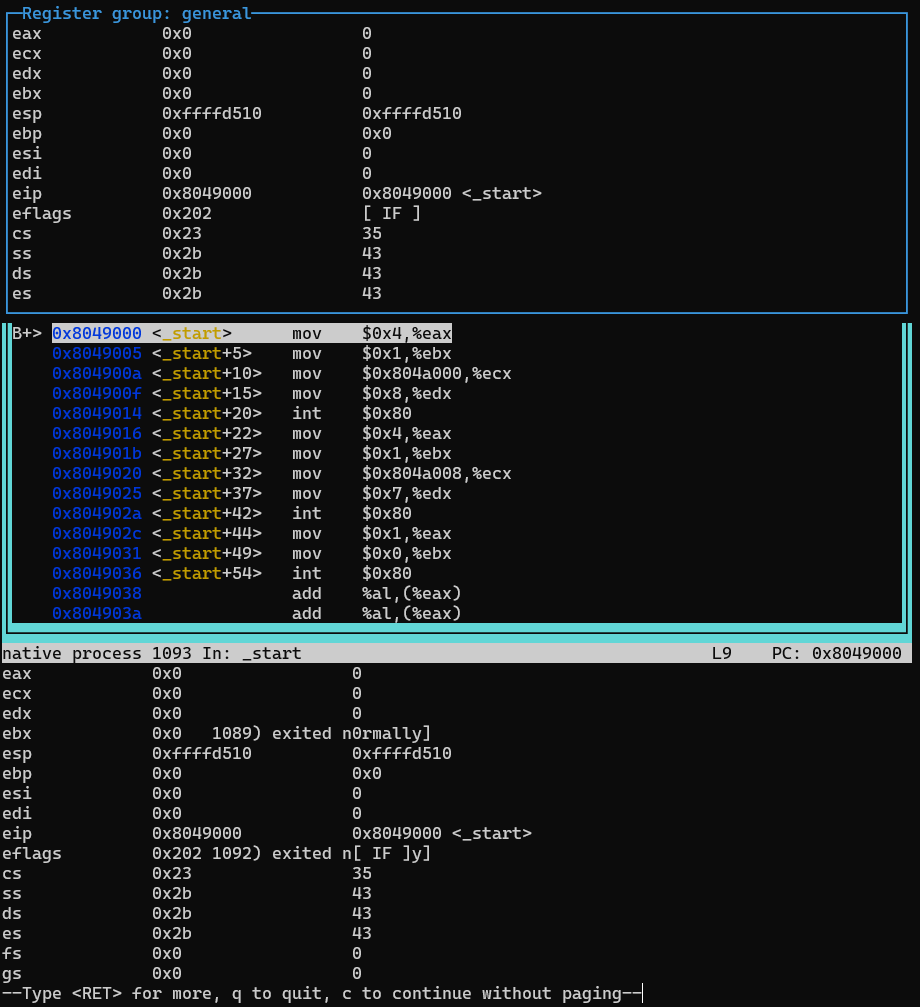 Register group: general
eax 0x0 0
ecx 0x0 0
edx 0x0 0
ebx 0x0 0
esp 0xffffd510 0xffffd510
ebp 0x0 0x0
esi 0x0 0
edi 0x0 0
eip 0x8049000 0x8049000 <_start>
eflags 0x202 [ IF ]
cs 0x23 35
ss 0x2b 43
ds 0x2b 43
es 0x2b 43
B+> 0x8049000 <_start> mov $0x4,%eax
0x8049005 <_start+5> mov $0x1,%ebx
0x804900a <_start+10> mov $0x804a000,%ecx
0x804900f <_start+15> mov $0x8,%edx
0x8049014 <_start+20> int $0x80
0x8049016 <_start+22> mov $0x4,%eax
0x804901b <_start+27> mov $0x1,%ebx
0x8049020 <_start+32> mov $0x804a008,%ecx
0x8049025 <_start+37> mov $0x7,%edx
0x804902a <_start+42> int $0x80
0x804902c <_start+44> mov $0x1,%eax
0x8049031 <_start+49> mov $0x0,%ebx
0x8049036 <_start+54> int $0x80
0x8049038 add %al,(%eax)
0x804903a add %al,(%eax)
native process 1093 In: _start L9 PC: 0x8049000
eax 0x0 0
ecx 0x0 0
edx 0x0 0
ebx 0x0 1089) exited n0rmally]
esp 0xffffd510 0xffffd510
ebp 0x0 0x0
esi 0x0 0
edi 0x0 0
eip 0x8049000 0x8049000 <_start>
eflags 0x202 1092) exited n[ IF ]y]
cs 0x23 35
ss 0x2b 43
ds 0x2b 43
es 0x2b 43
fs 0x0 0
gs 0x0 0
--Type <RET> for more, q to quit, c to continue without paging--